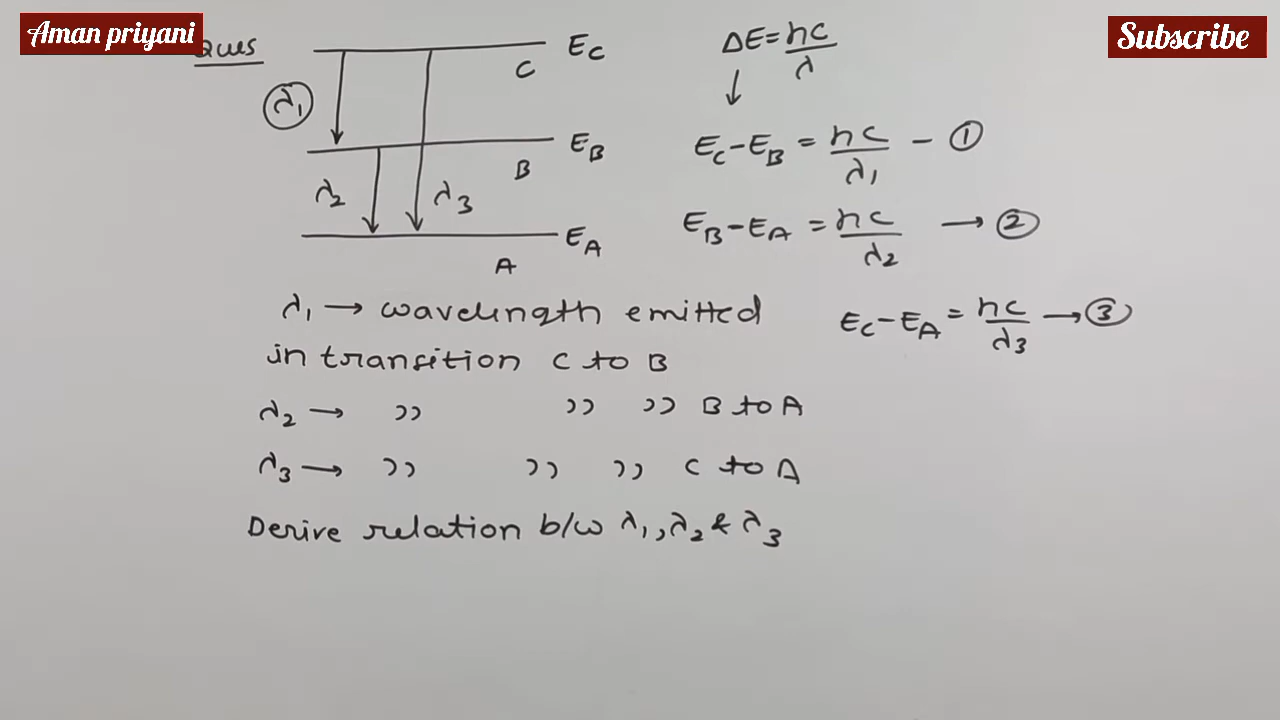 Aman priyani
Subscribe
Ques
E_C
C
λ₁
E_B
B
λ₂
λ₃
E_A
A
ΔE = hc/λ
↓
E_C - E_B = hc/λ₁ - ①
E_B - E_A = hc/λ₂ → ②
E_C - E_A = hc/λ₃ → ③
λ₁ → wavelength emitted
in transition C to B
λ₂ → ,, ,, ,, B to A
λ₃ → ,, ,, ,, C to A
Derive relation b/w λ₁, λ₂ & λ₃